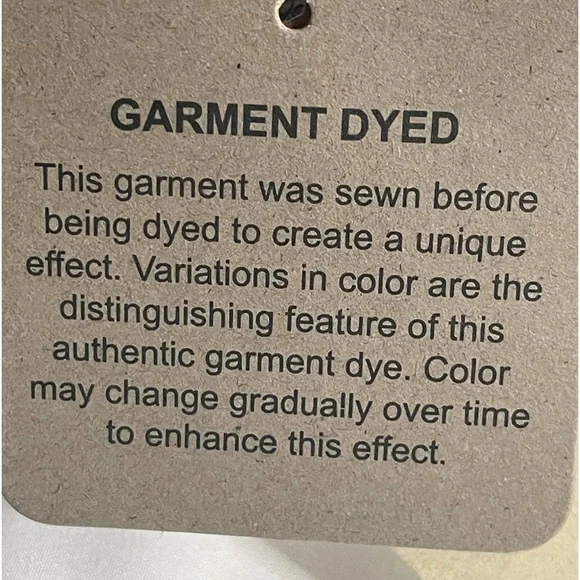 GARMENT DYED
This garment was sewn before
being dyed to create a unique
effect. Variations in color are the
distinguishing feature of this
authentic garment dye. Color
may change gradually over time
to enhance this effect.